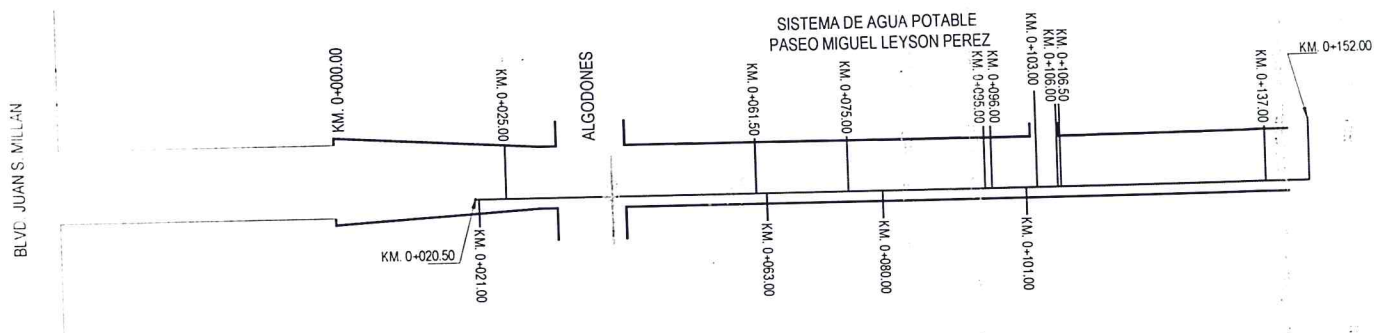 SISTEMA DE AGUA POTABLE
PASEO MIGUEL LEYSON PEREZ
BLVD. JUAN S. MILLAN
KM. 0+000.00
KM. 0+025.00
ALGODONES
KM. 0+061.50
KM. 0+075.00
KM. 0+095.00
KM. 0+096.00
KM. 0+103.00
KM. 0+106.00
KM. 0+106.50
KM. 0+137.00
KM. 0+152.00
KM. 0+020.50
KM. 0+021.00
KM. 0+063.00
KM. 0+080.00
KM. 0+101.00